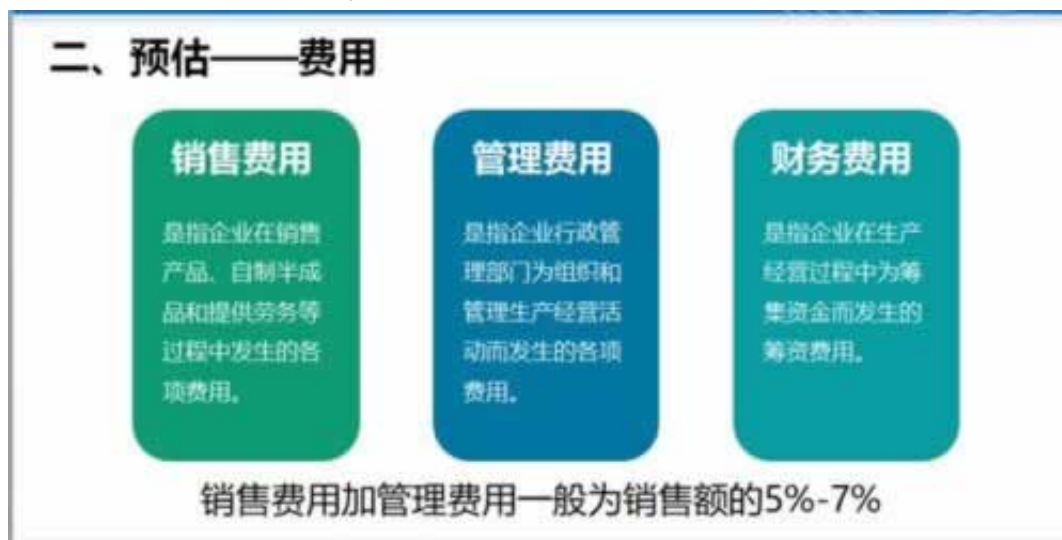 二、预估——费用
销售费用
是指企业在销售
产品、自制半成
品和提供劳务等
过程中发生的各
项费用。
管理费用
是指企业行政管
理部门为组织和
管理生产经营活
动而发生的各项
费用。
财务费用
是指企业在生产
经营过程中为筹
集资金而发生的
筹资费用。
销售费用加管理费用一般为销售额的5%-7%